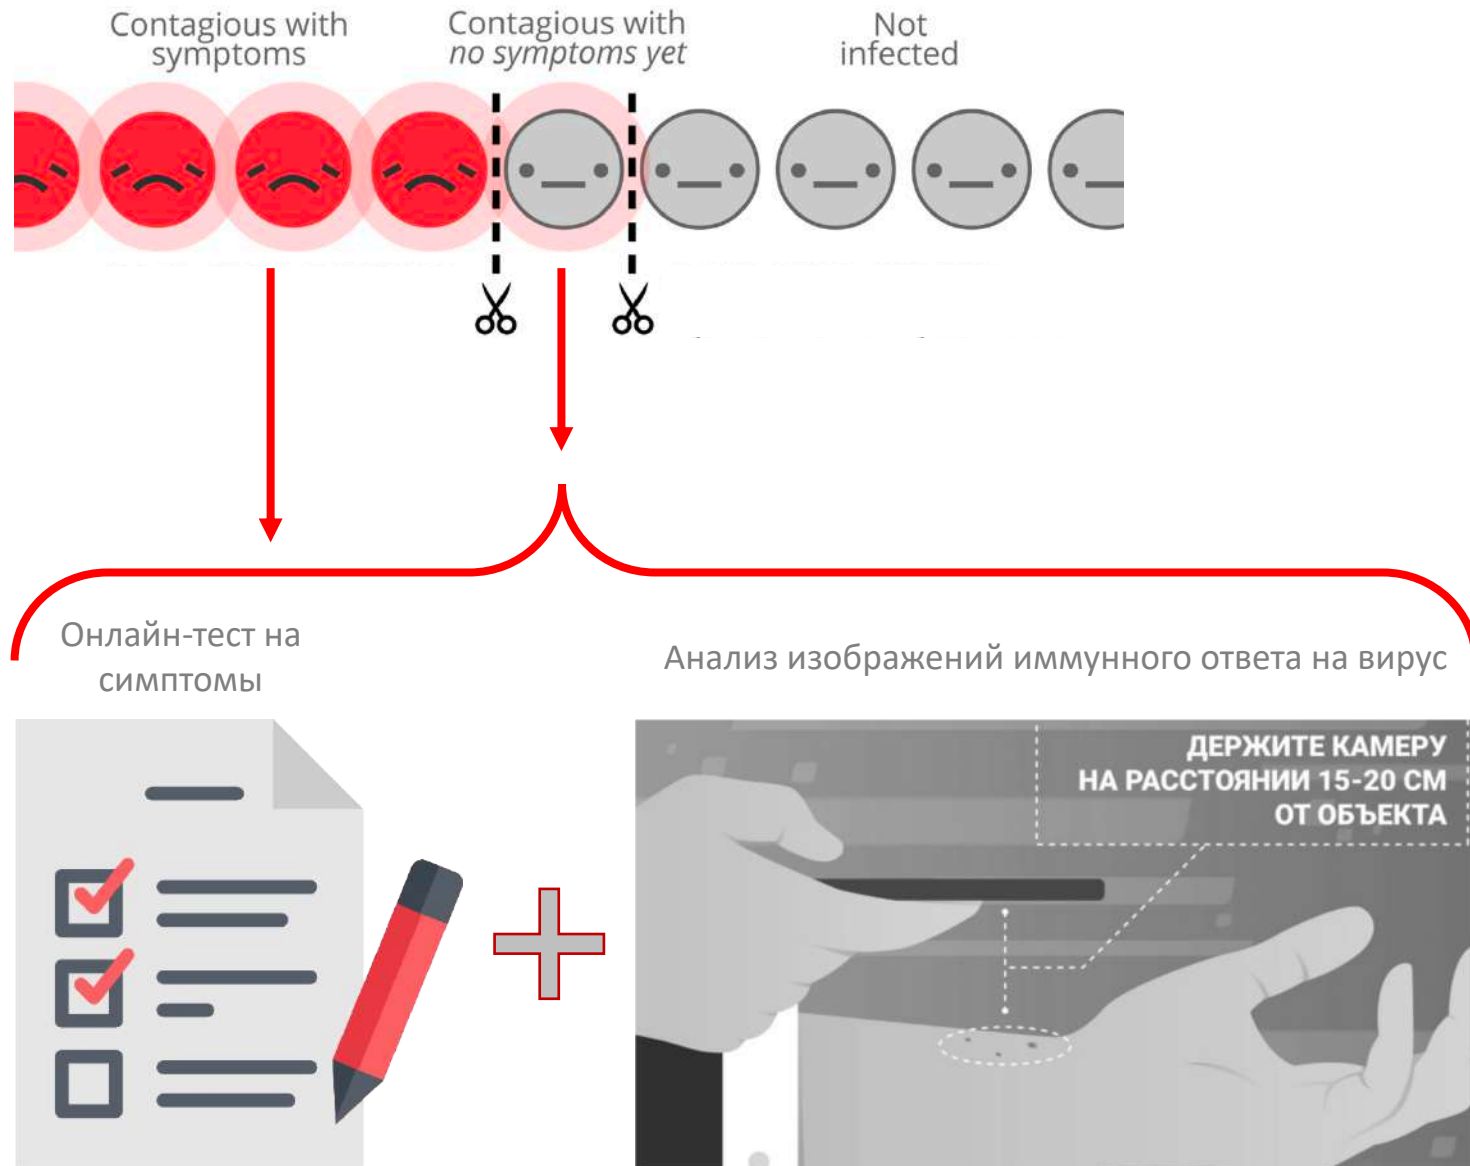 Contagious with
symptoms
Contagious with
no symptoms yet
Not
infected
Онлайн-тест на
симптомы
Анализ изображений иммунного ответа на вирус
ДЕРЖИТЕ КАМЕРУ
НА РАССТОЯНИИ 15-20 СМ
ОТ ОБЪЕКТА